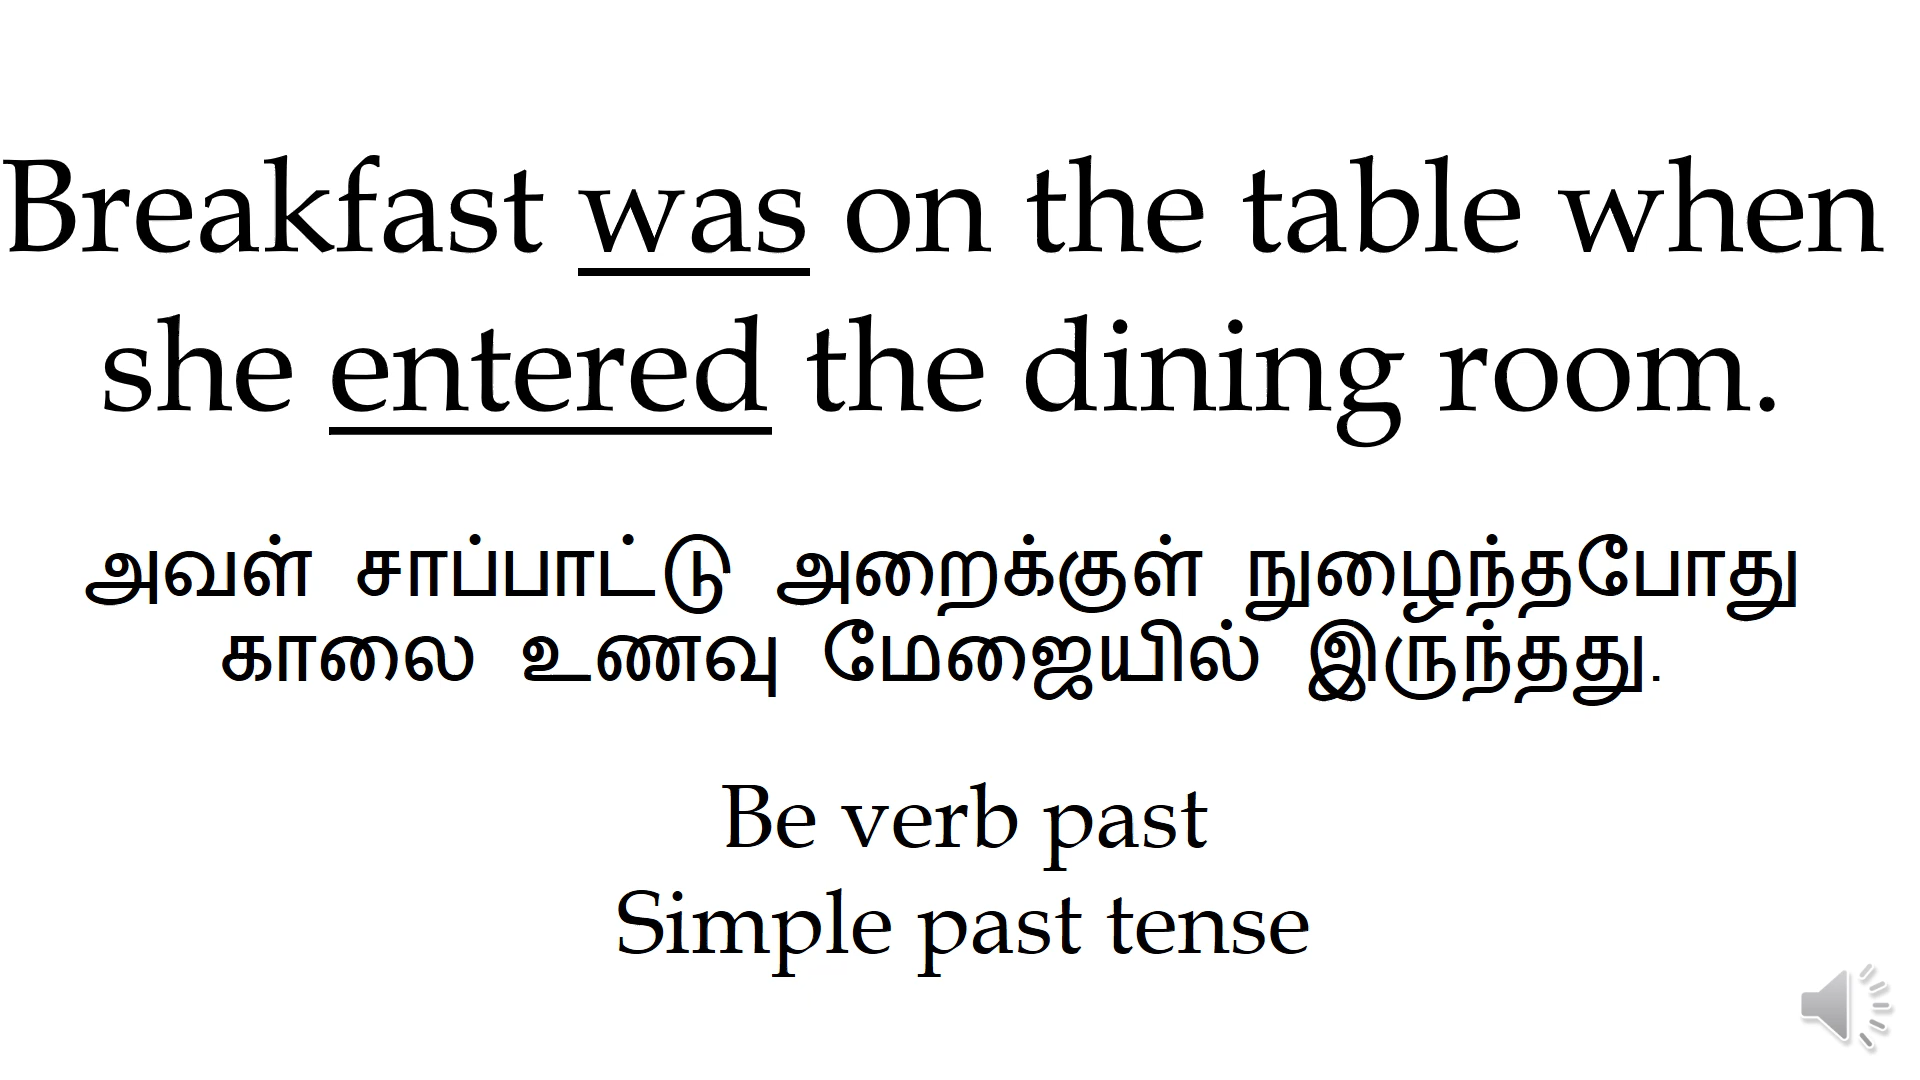 Breakfast was on the table when
she entered the dining room.
அவள் சாப்பாட்டு அறைக்குள் நுழைந்தபோது
காலை உணவு மேஜையில் இருந்தது.
Be verb past
Simple past tense